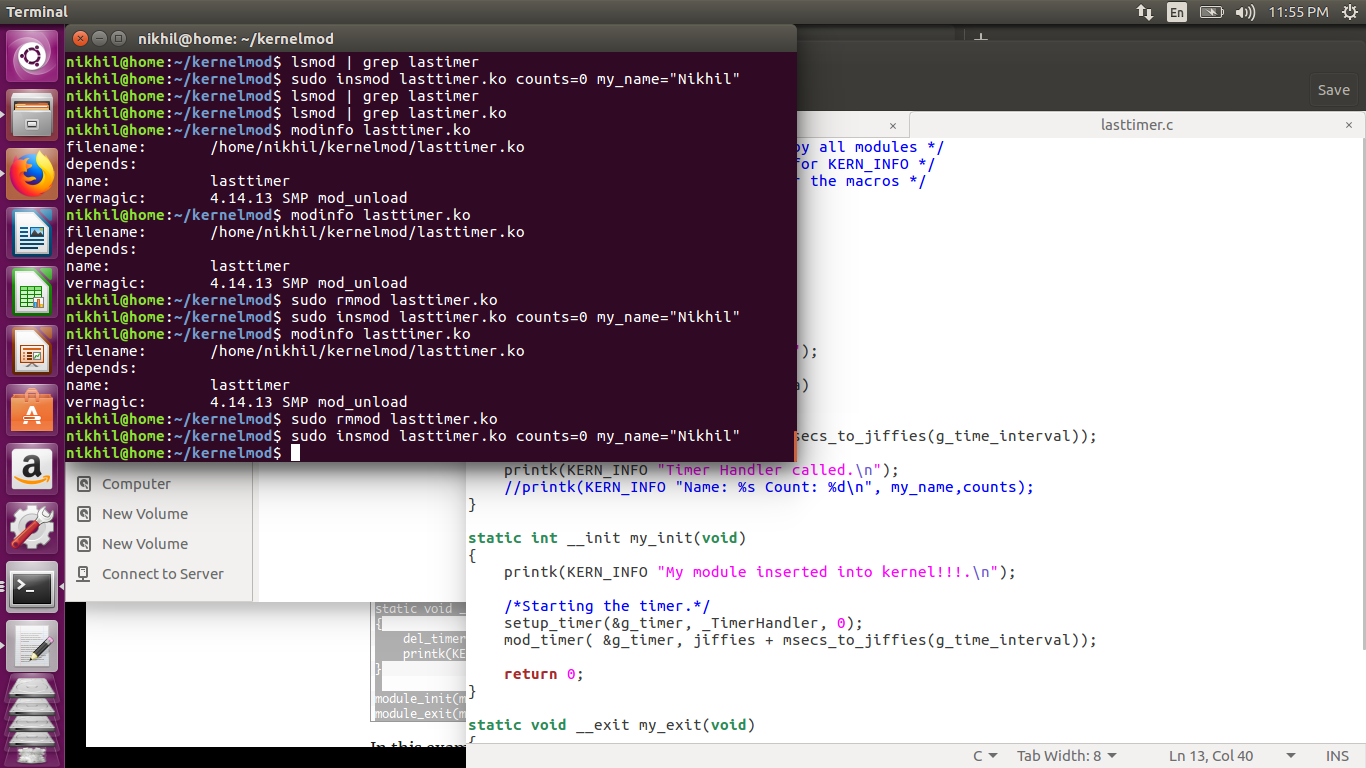 Terminal
En
11:55 PM
nikhil@home: ~/kernelmod
nikhil@home:~/kernelmod$ lsmod | grep lasstimer
nikhil@home:~/kernelmod$ sudo insmod lasttimer.ko counts=0 my_name="Nikhil"
nikhil@home:~/kernelmod$ lsmod | grep lasstimer
nikhil@home:~/kernelmod$ lsmod | grep lasttimer.ko
nikhil@home:~/kernelmod$ modinfo lasttimer.ko
filename: /home/nikhil/kernelmod/lasttimer.ko
depends:
name: lasttimer
vermagic: 4.14.13 SMP mod_unload
nikhil@home:~/kernelmod$ modinfo lasttimer.ko
filename: /home/nikhil/kernelmod/lasttimer.ko
depends:
name: lasttimer
vermagic: 4.14.13 SMP mod_unload
nikhil@home:~/kernelmod$ sudo rmmod lasttimer.ko
nikhil@home:~/kernelmod$ sudo insmod lasttimer.ko counts=0 my_name="Nikhil"
nikhil@home:~/kernelmod$ modinfo lasttimer.ko
filename: /home/nikhil/kernelmod/lasttimer.ko
depends:
name: lasttimer
vermagic: 4.14.13 SMP mod_unload
nikhil@home:~/kernelmod$ sudo rmmod lasttimer.ko
nikhil@home:~/kernelmod$ sudo insmod lasttimer.ko counts=0 my_name="Nikhil"
nikhil@home:~/kernelmod$
Save
lasttimer.c
by all modules */
for KERN_INFO */
the macros */
");
)
secs_to_jiffies(g_time_interval));
printk(KERN_INFO "Timer Handler called.\n");
//printk(KERN_INFO "Name: %s Count: %d\n", my_name,counts);
}
static int __init my_init(void)
{
printk(KERN_INFO "My module inserted into kernel!!!.\n");
/*Starting the timer.*/
setup_timer(&g_timer, _TimerHandler, 0);
mod_timer( &g_timer, jiffies + msecs_to_jiffies(g_time_interval));
return 0;
}
static void __exit my_exit(void)
{
Computer
New Volume
New Volume
Connect to Server
static void _
{
del_timer
printk(KE
}
module_init(m
module_exit(m
In this exam
C
Tab Width: 8
Ln 13, Col 40
INS